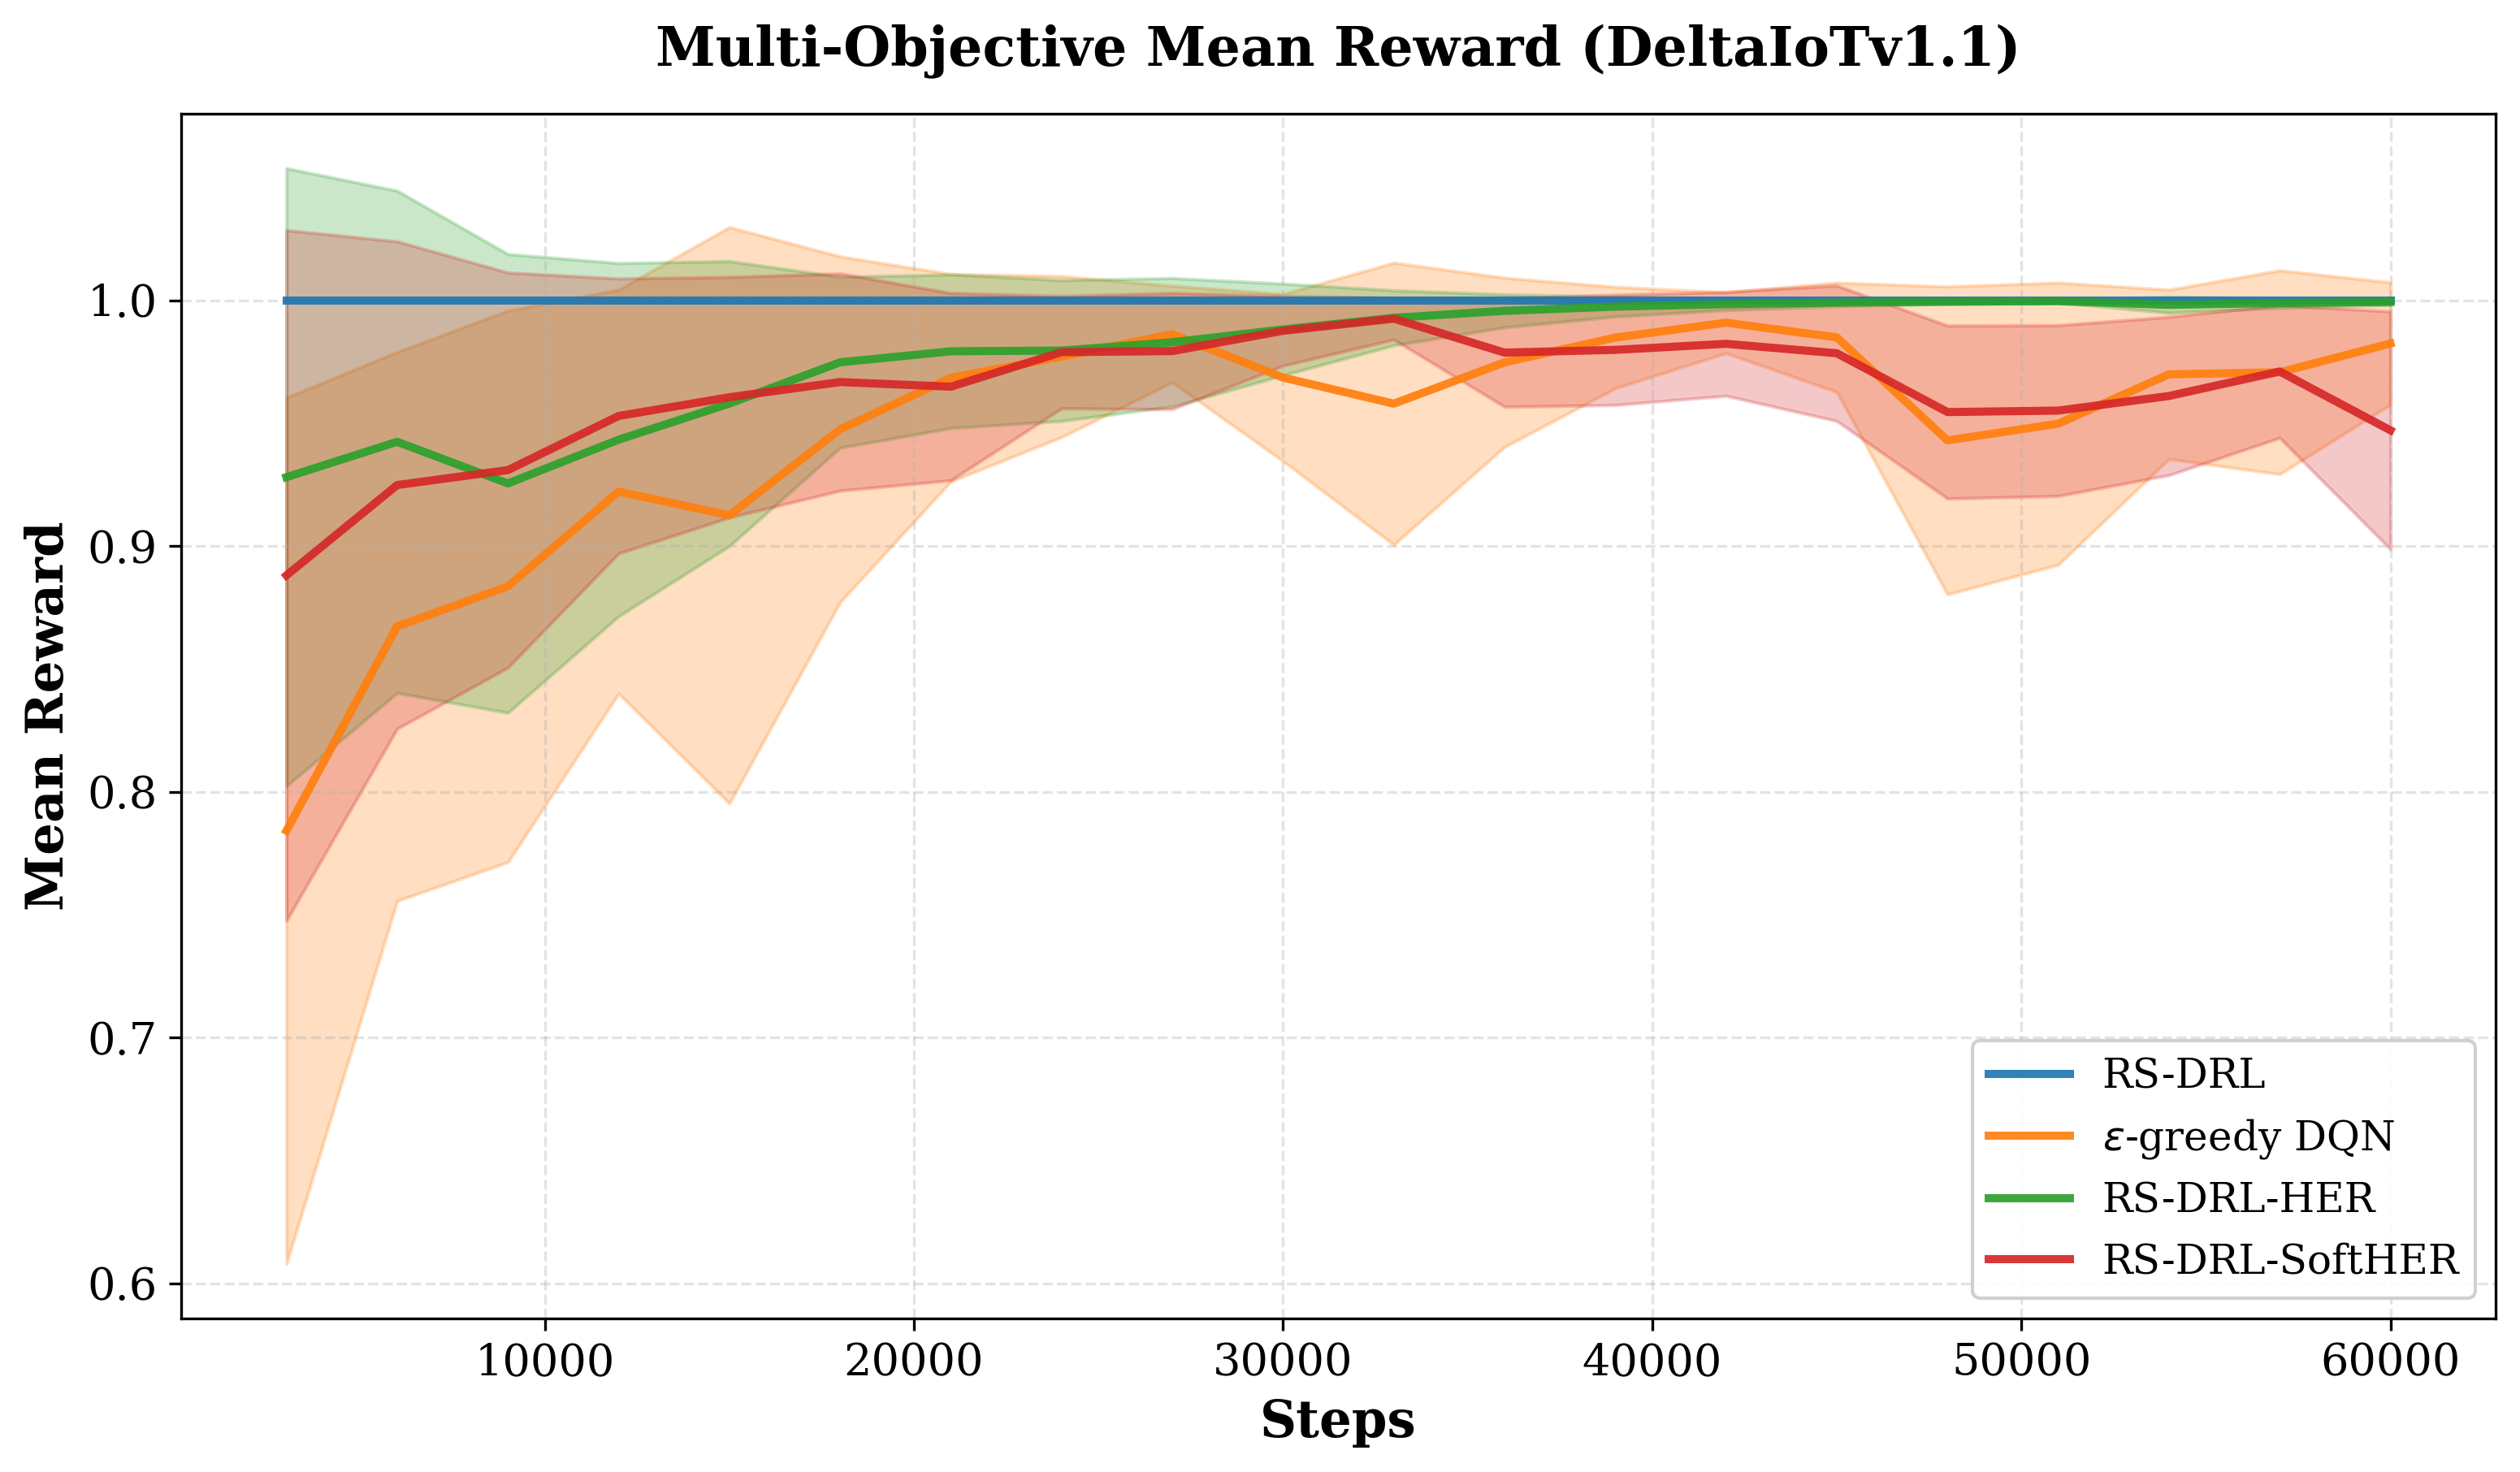 Multi-Objective Mean Reward (DeltaIoTv1.1)
Mean Reward
1.0
0.9
0.8
0.7
0.6
10000
20000
30000
40000
50000
60000
Steps
RS-DRL
ε-greedy DQN
RS-DRL-HER
RS-DRL-SoftHER